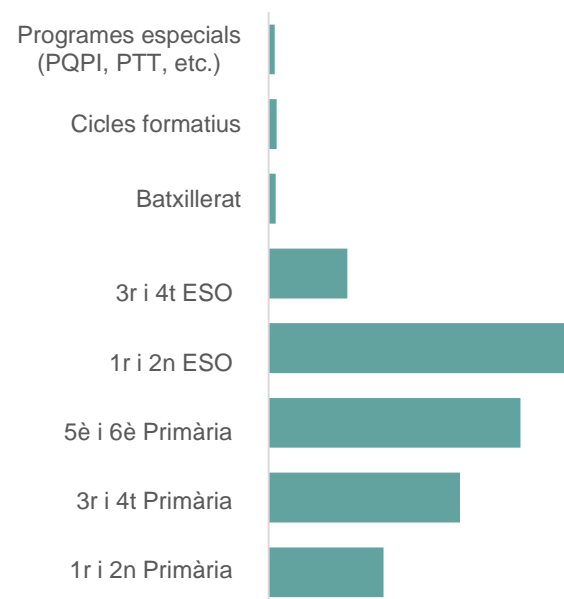 Programes especials
(PQPI, PTT, etc.)
Cicles formatius
Batxillerat
3r i 4t ESO
1r i 2n ESO
5è i 6è Primària
3r i 4t Primària
1r i 2n Primària